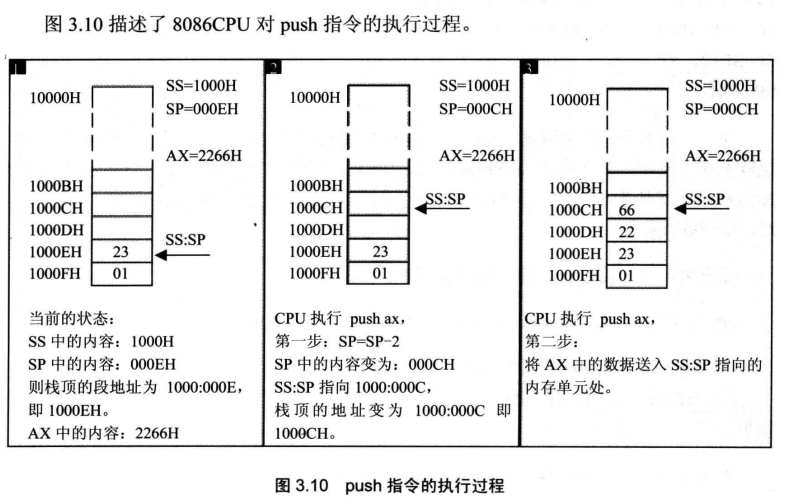 图 3.10 描述了 8086CPU 对 push 指令的执行过程。
1
SS=1000H
10000H
SP=000EH
AX=2266H
1000BH
1000CH
1000DH
SS:SP
1000EH 23
1000FH 01
当前的状态:
SS 中的内容:1000H
SP 中的内容:000EH
则栈顶的段地址为 1000:000E,
即 1000EH。
AX 中的内容:2266H
2
SS=1000H
10000H
SP=000CH
AX=2266H
1000BH
1000CH
SS:SP
1000DH
1000EH 23
1000FH 01
CPU 执行 push ax,
第一步:SP=SP-2
SP 中的内容变为:000CH
SS:SP 指向 1000:000C,
栈顶的地址变为 1000:000C 即
1000CH。
3
SS=1000H
10000H
SP=000CH
AX=2266H
1000BH
1000CH 66
SS:SP
1000DH 22
1000EH 23
1000FH 01
CPU 执行 push ax,
第二步:
将 AX 中的数据送入 SS:SP 指向的
内存单元处。
图 3.10 push 指令的执行过程